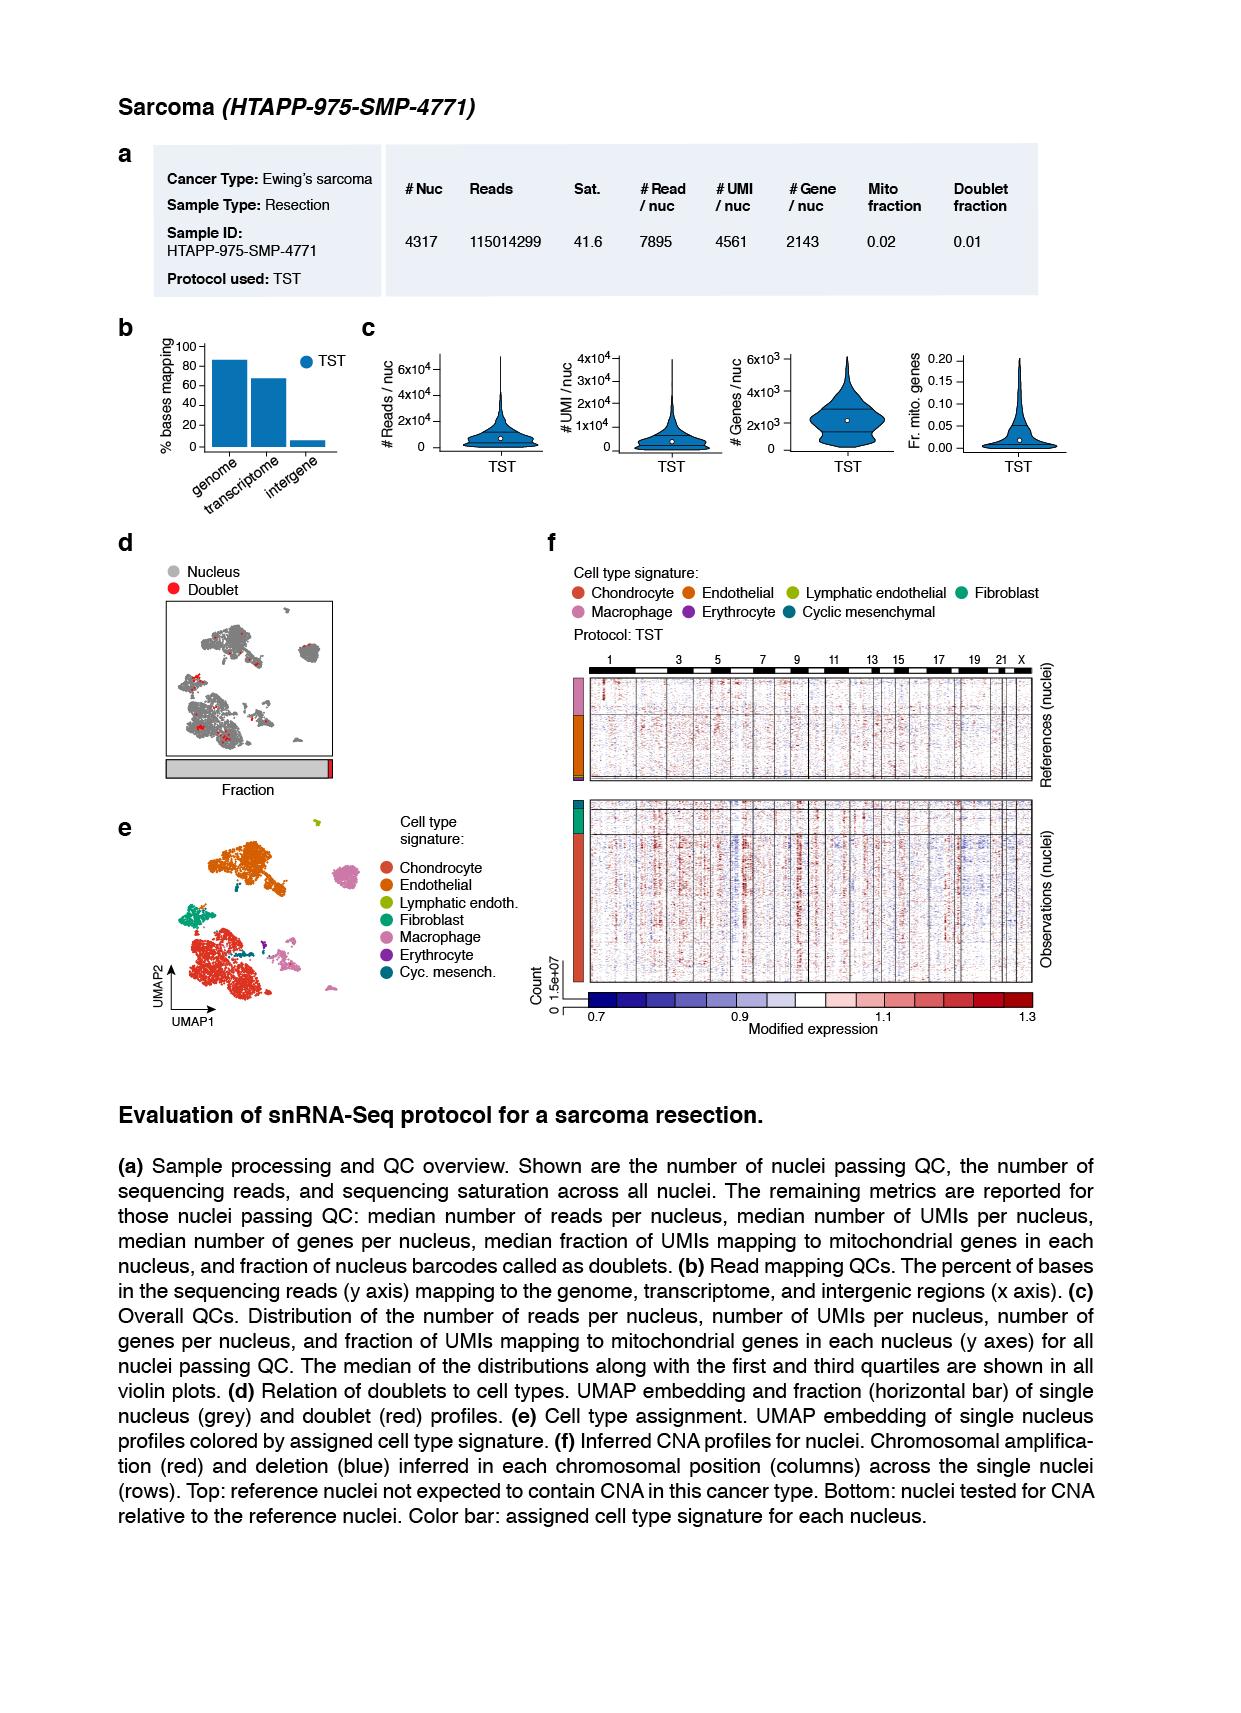 Sarcoma (HTAPP-975-SMP-4771)
a
Cancer Type: Ewing's sarcoma
Sample Type: Resection
Sample ID:
HTAPP-975-SMP-4771
Protocol used: TST
# Nuc Reads Sat. # Read / nuc # UMI / nuc # Gene / nuc Mito fraction Doublet fraction
4317 115014299 41.6 7895 4561 2143 0.02 0.01
b
% bases mapping
100
80
60
40
20
0
TST
genome
transcriptome
intergene
c
# Reads / nuc
6x10⁴
4x10⁴
2x10⁴
0
TST
# UMI / nuc
4x10⁴
3x10⁴
2x10⁴
1x10⁴
0
TST
# Genes / nuc
6x10³
4x10³
2x10³
0
TST
Fr. mito. genes
0.20
0.15
0.10
0.05
0.00
TST
d
Nucleus
Doublet
Fraction
e
Cell type
signature:
Chondrocyte
Endothelial
Lymphatic endoth.
Fibroblast
Macrophage
Erythrocyte
Cyc. mesench.
UMAP2
UMAP1
f
Cell type signature:
Chondrocyte Endothelial Lymphatic endothelial Fibroblast
Macrophage Erythrocyte Cyclic mesenchymal
Protocol: TST
1 3 5 7 9 11 13 15 17 19 21 X
References (nuclei)
Observations (nuclei)
Count
0 1.5e+07
0.7 0.9 1.1 1.3
Modified expression
Evaluation of snRNA-Seq protocol for a sarcoma resection.
(a) Sample processing and QC overview. Shown are the number of nuclei passing QC, the number of
sequencing reads, and sequencing saturation across all nuclei. The remaining metrics are reported for
those nuclei passing QC: median number of reads per nucleus, median number of UMIs per nucleus,
median number of genes per nucleus, median fraction of UMIs mapping to mitochondrial genes in each
nucleus, and fraction of nucleus barcodes called as doublets. (b) Read mapping QCs. The percent of bases
in the sequencing reads (y axis) mapping to the genome, transcriptome, and intergenic regions (x axis). (c)
Overall QCs. Distribution of the number of reads per nucleus, number of UMIs per nucleus, number of
genes per nucleus, and fraction of UMIs mapping to mitochondrial genes in each nucleus (y axes) for all
nuclei passing QC. The median of the distributions along with the first and third quartiles are shown in all
violin plots. (d) Relation of doublets to cell types. UMAP embedding and fraction (horizontal bar) of single
nucleus (grey) and doublet (red) profiles. (e) Cell type assignment. UMAP embedding of single nucleus
profiles colored by assigned cell type signature. (f) Inferred CNA profiles for nuclei. Chromosomal amplifica-
tion (red) and deletion (blue) inferred in each chromosomal position (columns) across the single nuclei
(rows). Top: reference nuclei not expected to contain CNA in this cancer type. Bottom: nuclei tested for CNA
relative to the reference nuclei. Color bar: assigned cell type signature for each nucleus.